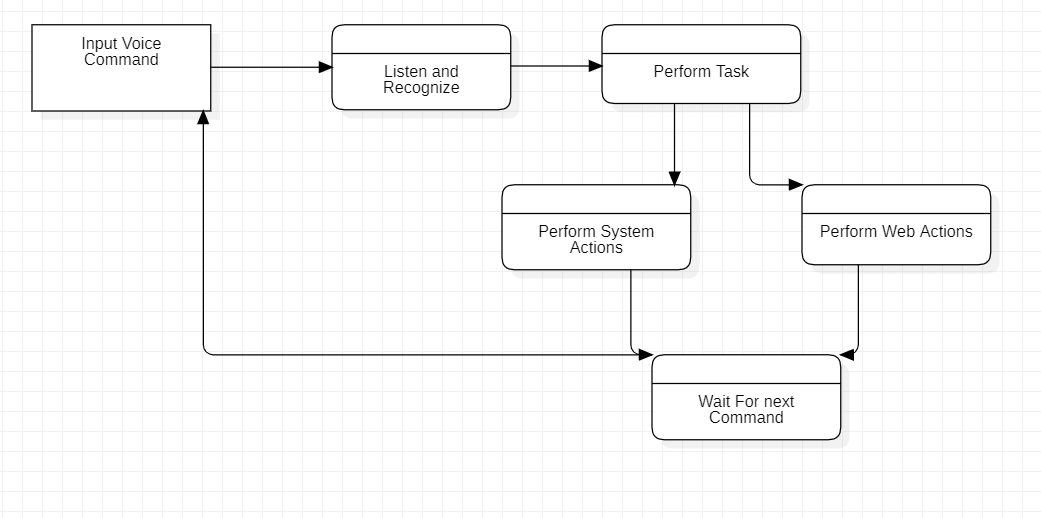 Input Voice
Command
Listen and
Recognize
Perform Task
Perform System
Actions
Perform Web Actions
Wait For next
Command